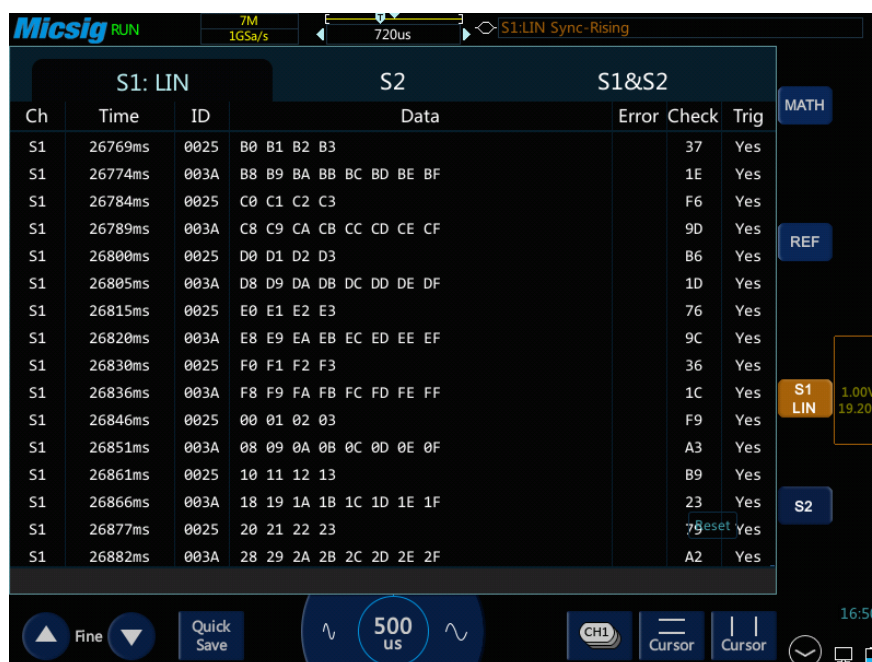 Micsig RUN
7M
1GSa/s
T
720us
S1:LIN Sync-Rising
S1: LIN S2 S1&S2
Ch Time ID Data Error Check Trig
S1 26769ms 0025 B0 B1 B2 B3 37 Yes
S1 26774ms 003A B8 B9 BA BB BC BD BE BF 1E Yes
S1 26784ms 0025 C0 C1 C2 C3 F6 Yes
S1 26789ms 003A C8 C9 CA CB CC CD CE CF 9D Yes
S1 26800ms 0025 D0 D1 D2 D3 B6 Yes
S1 26805ms 003A D8 D9 DA DB DC DD DE DF 1D Yes
S1 26815ms 0025 E0 E1 E2 E3 76 Yes
S1 26820ms 003A E8 E9 EA EB EC ED EE EF 9C Yes
S1 26830ms 0025 F0 F1 F2 F3 36 Yes
S1 26836ms 003A F8 F9 FA FB FC FD FE FF 1C Yes
S1 26846ms 0025 00 01 02 03 F9 Yes
S1 26851ms 003A 08 09 0A 0B 0C 0D 0E 0F A3 Yes
S1 26861ms 0025 10 11 12 13 B9 Yes
S1 26866ms 003A 18 19 1A 1B 1C 1D 1E 1F 23 Yes
S1 26877ms 0025 20 21 22 23 79 Yes
Reset
S1 26882ms 003A 28 29 2A 2B 2C 2D 2E 2F A2 Yes
MATH
REF
S1
LIN
1.00V
19.20
S2
Fine
Quick
Save
500
us
CH1
Cursor
Cursor
16:50